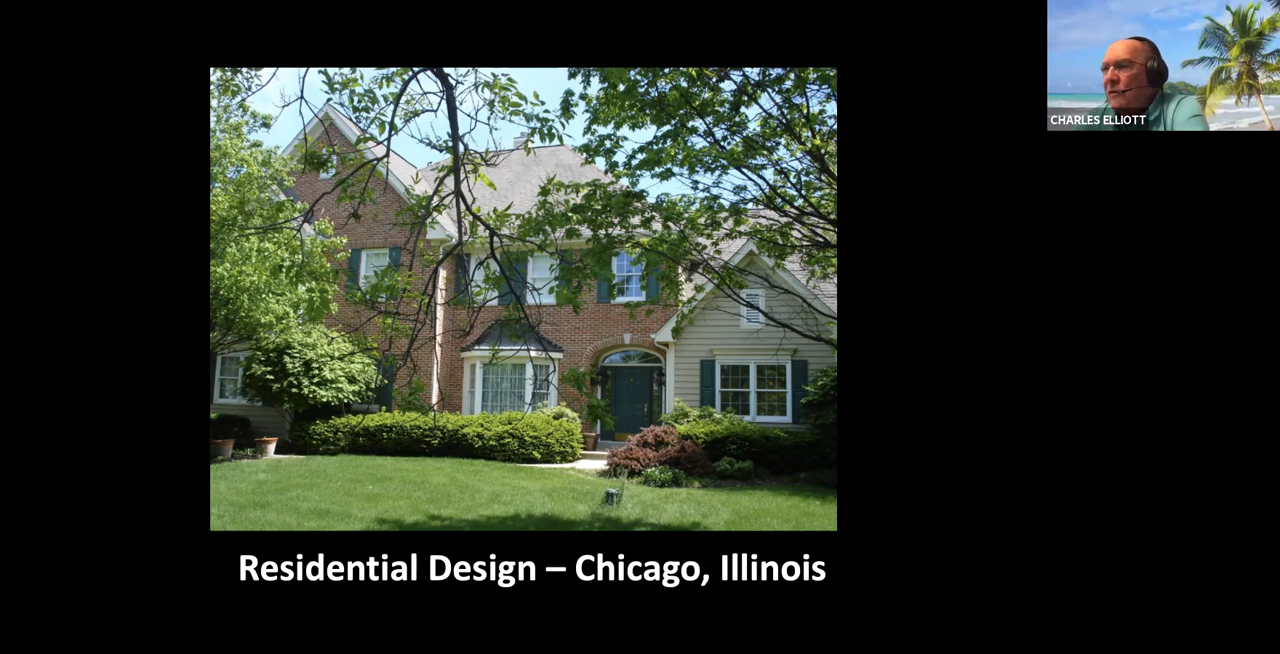 CHARLES ELLIOTT
Residential Design – Chicago, Illinois